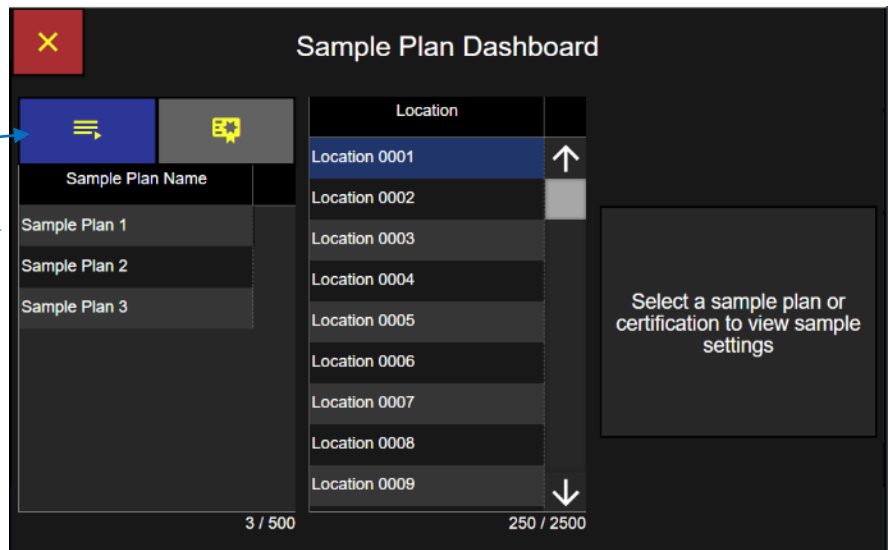 Sample Plan Dashboard
Sample Plan Name
Sample Plan 1
Sample Plan 2
Sample Plan 3
3 / 500
Location
Location 0001
Location 0002
Location 0003
Location 0004
Location 0005
Location 0006
Location 0007
Location 0008
Location 0009
250 / 2500
Select a sample plan or
certification to view sample
settings